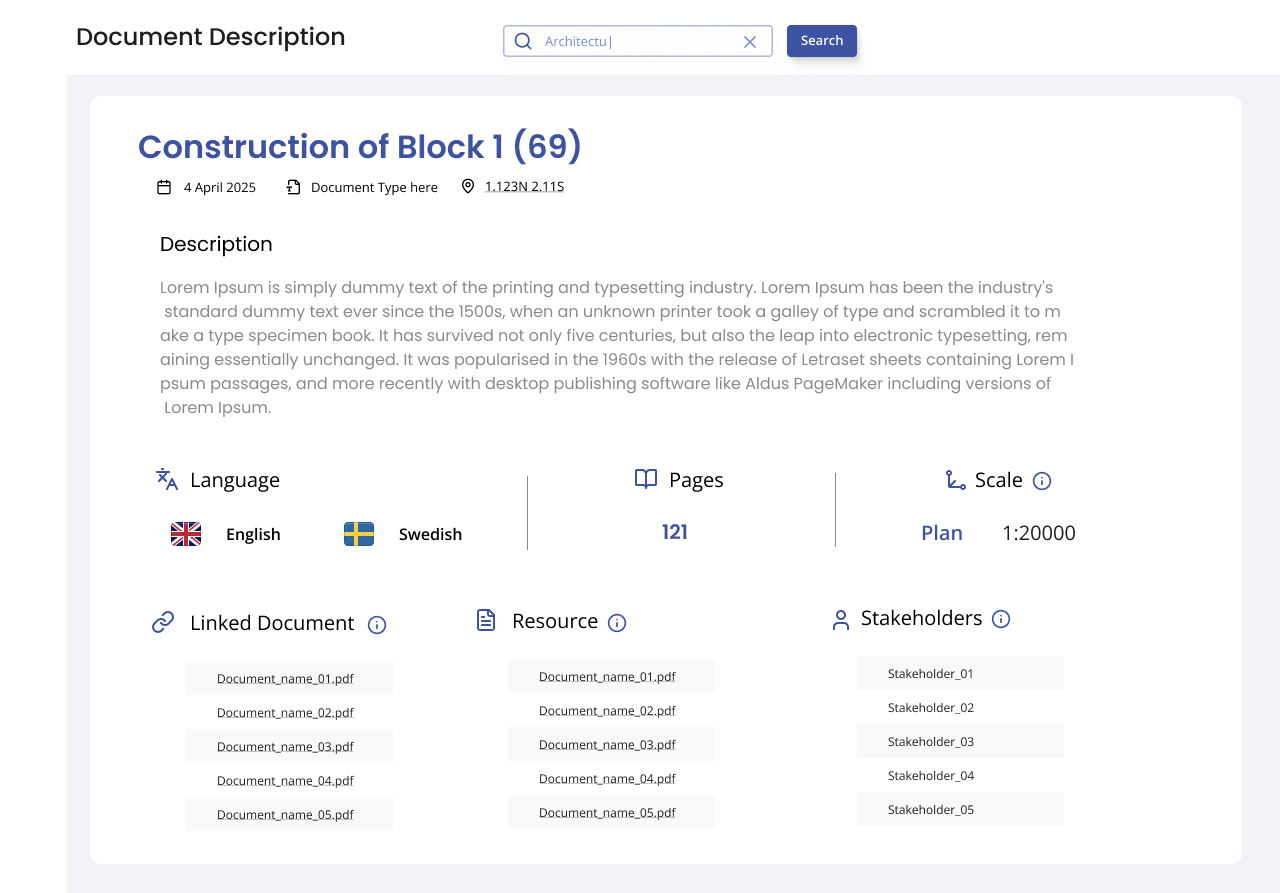 Document Description
Architectu
Search
Construction of Block 1 (69)
4 April 2025 Document Type here 1.123N 2.11S
Description
Lorem Ipsum is simply dummy text of the printing and typesetting industry. Lorem Ipsum has been the industry's
standard dummy text ever since the 1500s, when an unknown printer took a galley of type and scrambled it to m
ake a type specimen book. It has survived not only five centuries, but also the leap into electronic typesetting, rem
aining essentially unchanged. It was popularised in the 1960s with the release of Letraset sheets containing Lorem I
psum passages, and more recently with desktop publishing software like Aldus PageMaker including versions of
Lorem Ipsum.
Language
English Swedish
Pages
121
Scale
Plan 1:20000
Linked Document
Document_name_01.pdf
Document_name_02.pdf
Document_name_03.pdf
Document_name_04.pdf
Document_name_05.pdf
Resource
Document_name_01.pdf
Document_name_02.pdf
Document_name_03.pdf
Document_name_04.pdf
Document_name_05.pdf
Stakeholders
Stakeholder_01
Stakeholder_02
Stakeholder_03
Stakeholder_04
Stakeholder_05